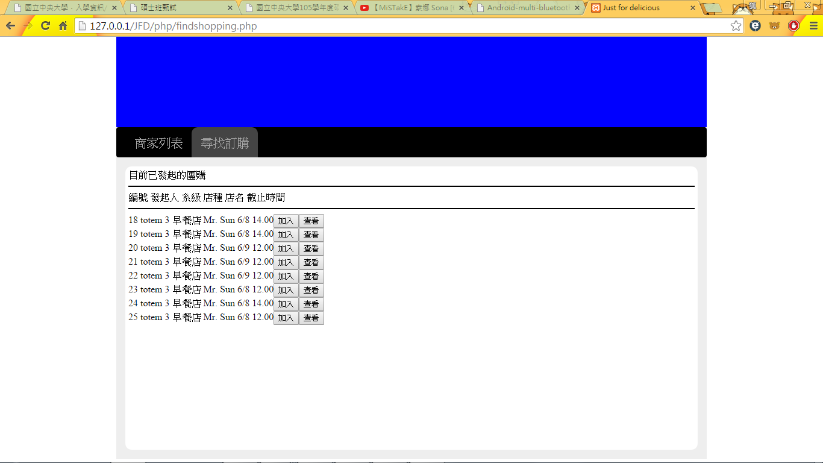 國立中央大學 - 入學資訊
碩士班甄試
國立中央大學105學年度碩
Android-multi-bluetooth
Just for delicious
127.0.0.1/JFD/php/findshopping.php
商家列表 尋找訂購
目前已發起的團購
編號 發起人 系級 店種 店名 截止時間
18 totem 3 早餐店 Mr. Sun 6/8 14.00 加入 查看
19 totem 3 早餐店 Mr. Sun 6/8 14.00 加入 查看
20 totem 3 早餐店 Mr. Sun 6/9 12.00 加入 查看
21 totem 3 早餐店 Mr. Sun 6/9 12.00 加入 查看
22 totem 3 早餐店 Mr. Sun 6/9 12.00 加入 查看
23 totem 3 早餐店 Mr. Sun 6/8 12.00 加入 查看
24 totem 3 早餐店 Mr. Sun 6/8 14.00 加入 查看
25 totem 3 早餐店 Mr. Sun 6/8 12.00 加入 查看